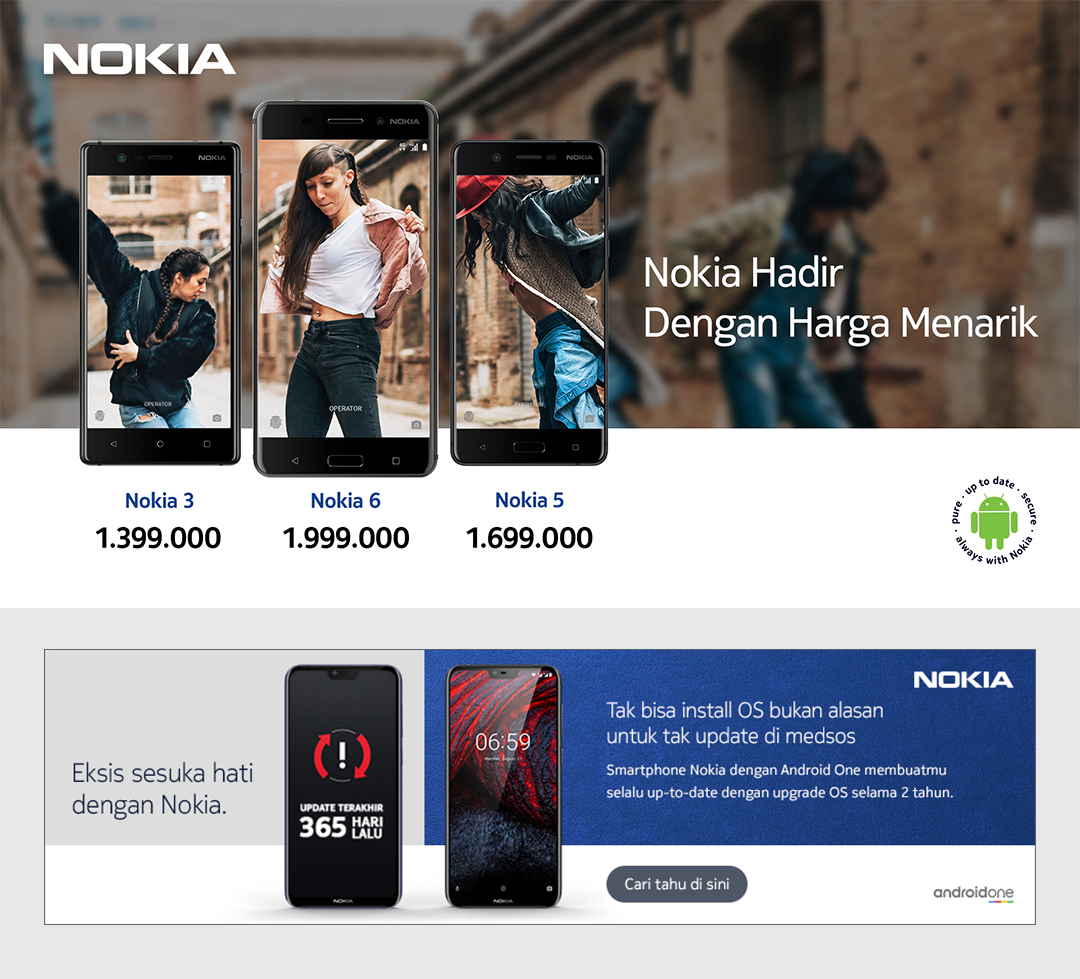 NOKIA
NOKIA
NOKIA
NOKIA
4G
OPERATOR
OPERATOR
OPERATOR
Nokia Hadir
Dengan Harga Menarik
Nokia 3
1.399.000
Nokia 6
1.999.000
Nokia 5
1.699.000
pure · up to date · secure · always with Nokia ·
Eksis sesuka hati
dengan Nokia.
UPDATE TERAKHIR
365 HARI LALU
NOKIA
06:59
NOKIA
NOKIA
Tak bisa install OS bukan alasan
untuk tak update di medsos
Smartphone Nokia dengan Android One membuatmu
selalu up-to-date dengan upgrade OS selama 2 tahun.
Cari tahu di sini
androidone